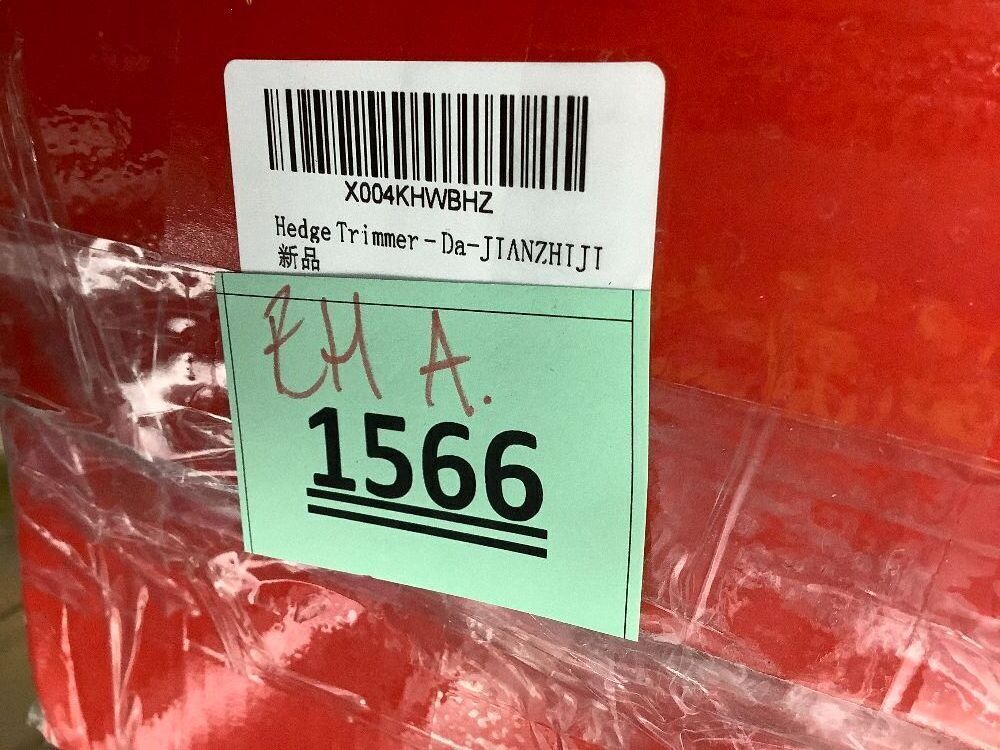 X004KHWBHZ
Hedge Trimmer-Da-JIANZHIJI
新品
EH A.
1566